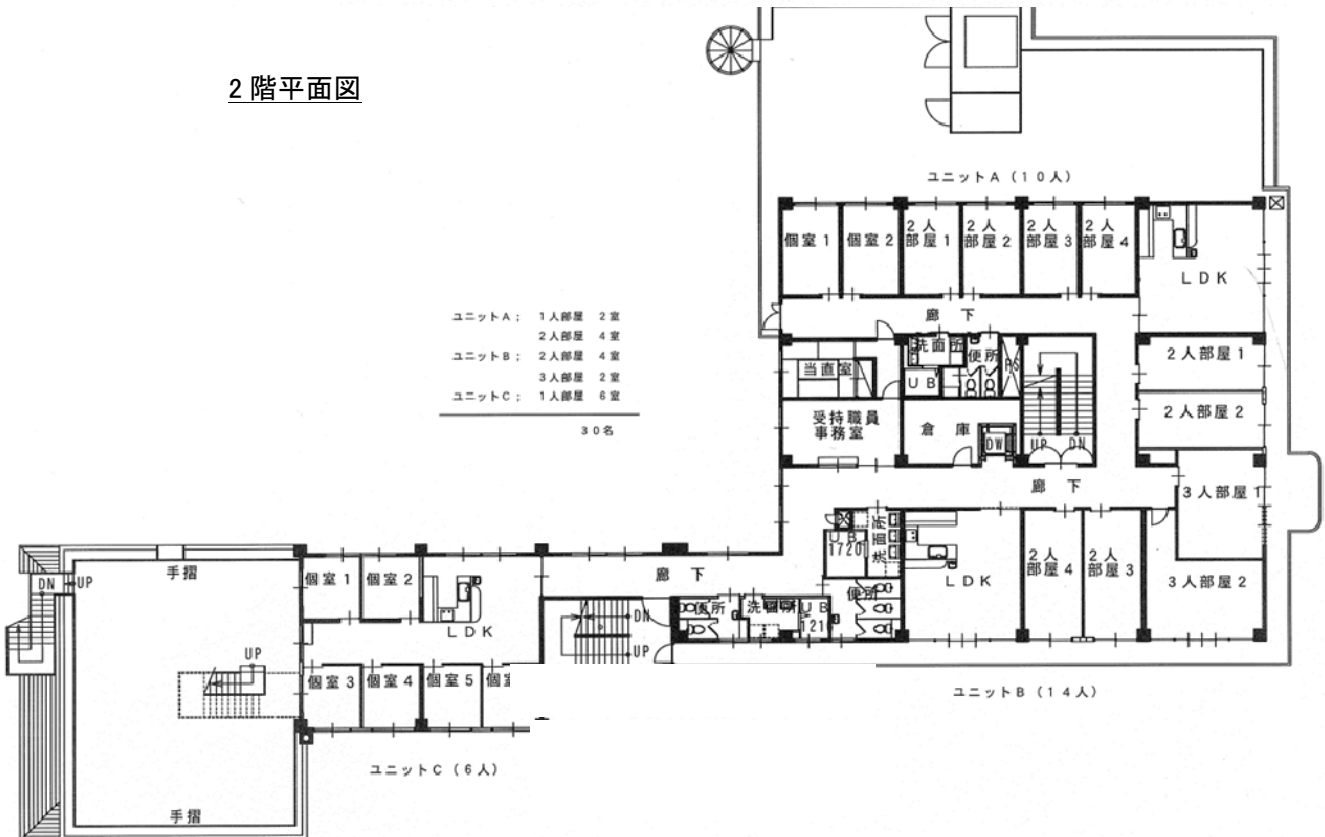 2階平面図
ユニットA (10人)
個室1
個室2
2人
部屋1
2人
部屋2
2人
部屋3
2人
部屋4
LDK
廊下
ユニットA; 1人部屋 2室
2人部屋 4室
ユニットB; 2人部屋 4室
3人部屋 2室
ユニットC; 1人部屋 6室
30名
当直室
洗面所
便所
UB
PS
2人部屋1
2人部屋2
受持職員
事務室
倉庫
DW
UP
DN
廊下
3人部屋1
UB
1720
洗面所
LDK
2人
部屋4
2人
部屋3
3人部屋2
便所
手摺
DN
UP
個室1
個室2
LDK
廊下
DN
UP
便所
洗面所
UB
121
UP
個室3
個室4
個室5
ユニットB (14人)
ユニットC (6人)
手摺